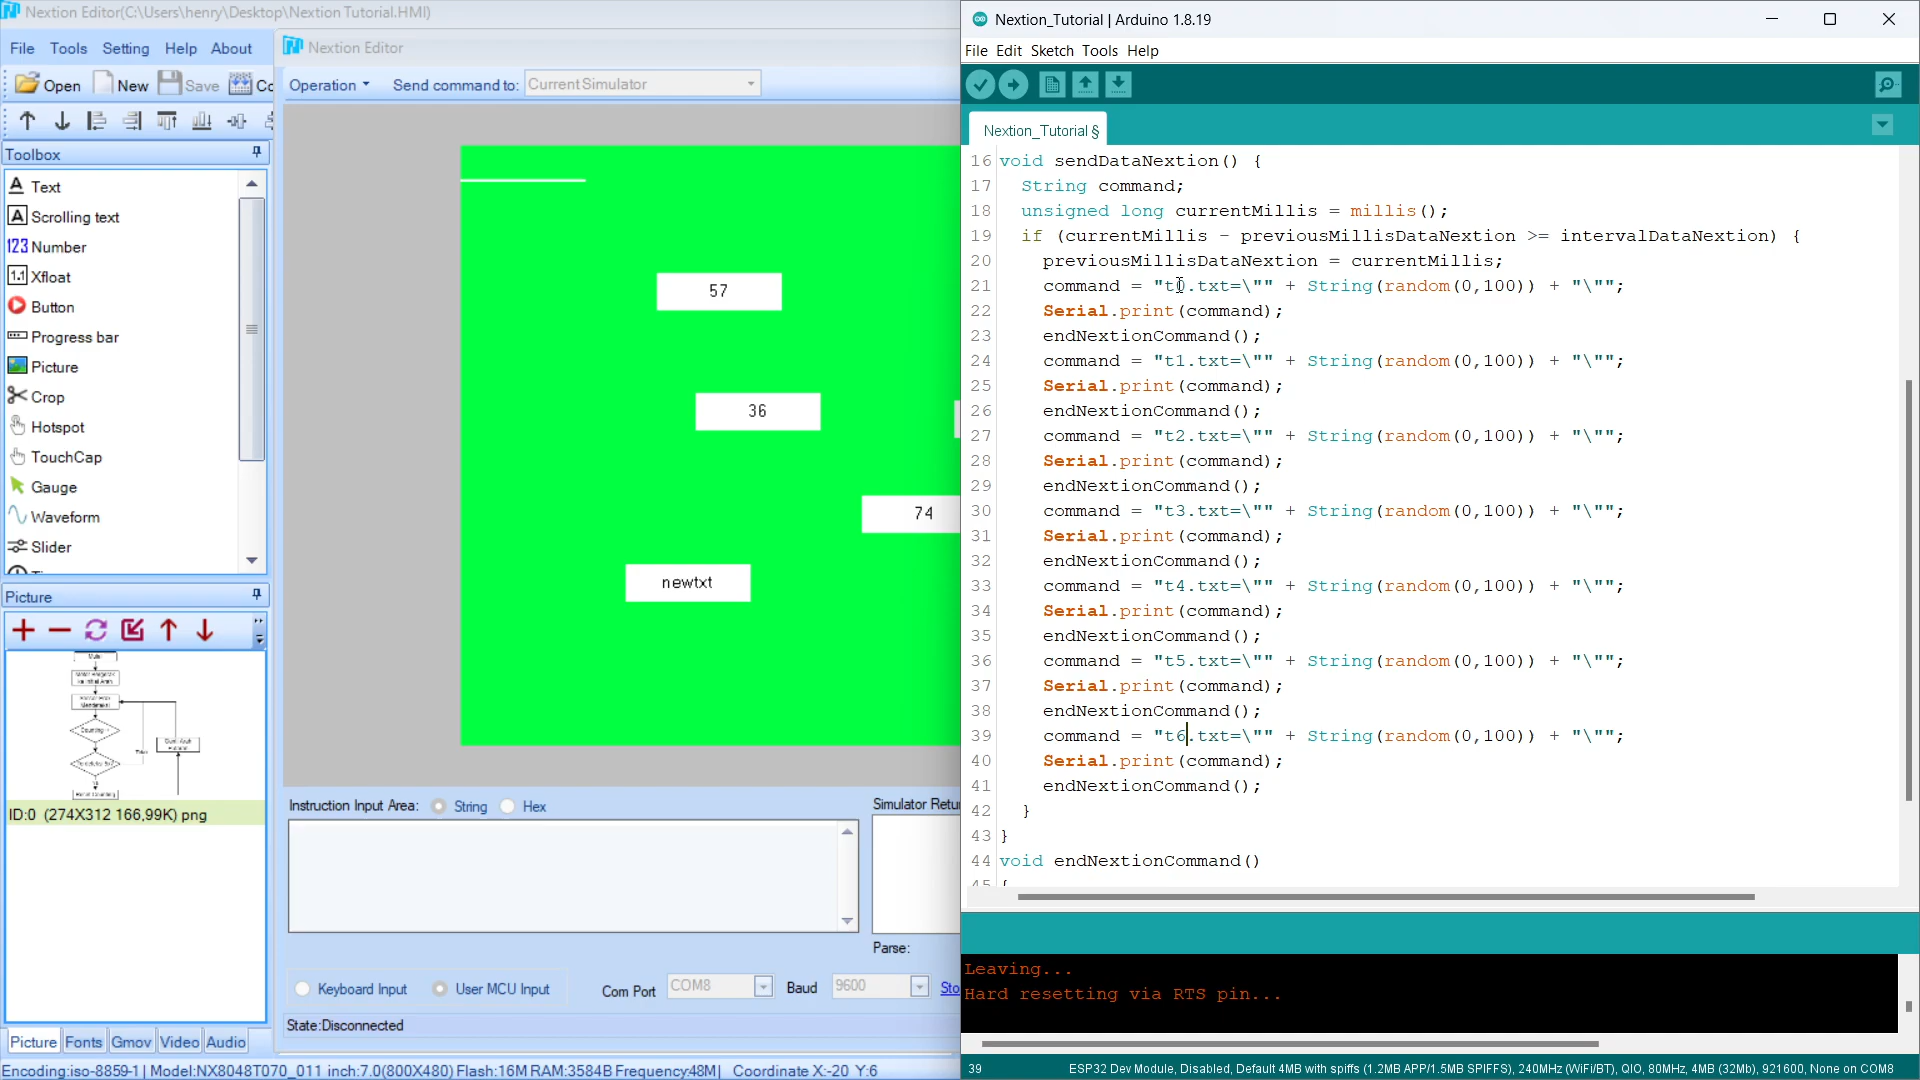 Nextion Editor(C:\Users\henry\Desktop\Nextion Tutorial.HMI)
File Tools Setting Help About
Open New Save Co
Toolbox
Text
Scrolling text
Number
Xfloat
Button
Progress bar
Picture
Crop
Hotspot
TouchCap
Gauge
Waveform
Slider
Picture
ID:0 (274X312 166,99K) png
Picture Fonts Gmov Video Audio
Encoding:iso-8859-1 | Model:NX8048T070_011 inch:7.0(800X480) Flash:16M RAM:3584B Frequency:48M| Coordinate X:-20 Y:6
Nextion Editor
Operation Send command to: Current Simulator
57
36
74
newtxt
Instruction Input Area: String Hex
Simulator Retu
Parse:
Keyboard Input User MCU Input Com Port COM8 Baud 9600 Sto
State:Disconnected
Nextion_Tutorial | Arduino 1.8.19
File Edit Sketch Tools Help
Nextion_Tutorial §
16 void sendDataNextion() {
17 String command;
18 unsigned long currentMillis = millis();
19 if (currentMillis - previousMillisDataNextion >= intervalDataNextion) {
20 previousMillisDataNextion = currentMillis;
21 command = "t0.txt=\"" + String(random(0,100)) + "\"";
22 Serial.print(command);
23 endNextionCommand();
24 command = "t1.txt=\"" + String(random(0,100)) + "\"";
25 Serial.print(command);
26 endNextionCommand();
27 command = "t2.txt=\"" + String(random(0,100)) + "\"";
28 Serial.print(command);
29 endNextionCommand();
30 command = "t3.txt=\"" + String(random(0,100)) + "\"";
31 Serial.print(command);
32 endNextionCommand();
33 command = "t4.txt=\"" + String(random(0,100)) + "\"";
34 Serial.print(command);
35 endNextionCommand();
36 command = "t5.txt=\"" + String(random(0,100)) + "\"";
37 Serial.print(command);
38 endNextionCommand();
39 command = "t6.txt=\"" + String(random(0,100)) + "\"";
40 Serial.print(command);
41 endNextionCommand();
42 }
43 }
44 void endNextionCommand()
45 {
Leaving...
Hard resetting via RTS pin...
39 ESP32 Dev Module, Disabled, Default 4MB with spiffs (1.2MB APP/1.5MB SPIFFS), 240MHz (WiFi/BT), QIO, 80MHz, 4MB (32Mb), 921600, None on COM8